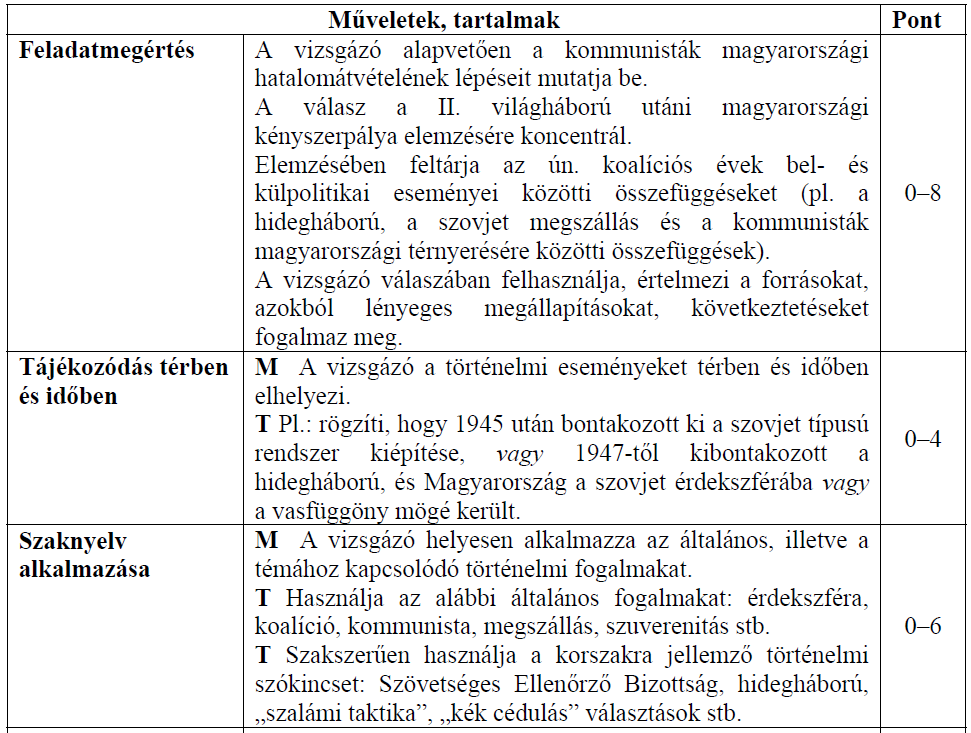 Műveletek, tartalmak Pont
Feladatmegértés
A vizsgázó alapvetően a kommunisták magyarországi
hatalomátvételének lépéseit mutatja be.
A válasz a II. világháború utáni magyarországi
kényszerpálya elemzésére koncentrál.
Elemzésében feltárja az ún. koalíciós évek bel- és
külpolitikai eseményei közötti összefüggéseket (pl. a
hidegháború, a szovjet megszállás és a kommunisták
magyarországi térnyerésére közötti összefüggések).
A vizsgázó válaszában felhasználja, értelmezi a forrásokat,
azokból lényeges megállapításokat, következtetéseket
fogalmaz meg.
0–8
Tájékozódás térben
és időben
M A vizsgázó a történelmi eseményeket térben és időben
elhelyezi.
T Pl.: rögzíti, hogy 1945 után bontakozott ki a szovjet típusú
rendszer kiépítése, vagy 1947-től kibontakozott a
hidegháború, és Magyarország a szovjet érdekszférába vagy
a vasfüggöny mögé került.
0–4
Szaknyelv
alkalmazása
M A vizsgázó helyesen alkalmazza az általános, illetve a
témához kapcsolódó történelmi fogalmakat.
T Használja az alábbi általános fogalmakat: érdekszféra,
koalíció, kommunista, megszállás, szuverenitás stb.
T Szakszerűen használja a korszakra jellemző történelmi
szókincset: Szövetséges Ellenőrző Bizottság, hidegháború,
„szalámi taktika”, „kék cédulás” választások stb.
0–6